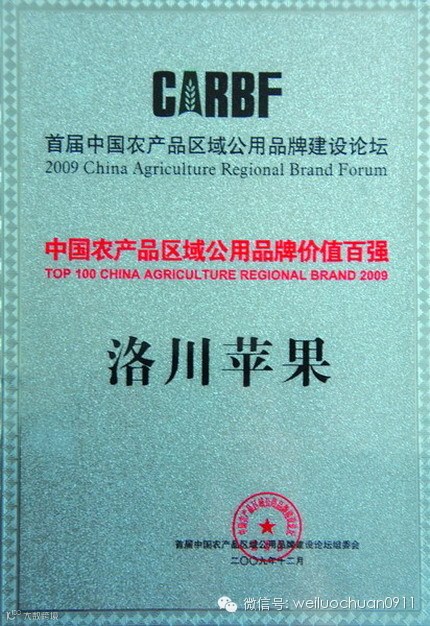 CARBF
首届中国农产品区域公用品牌建设论坛
2009 China Agriculture Regional Brand Forum
中国农产品区域公用品牌价值百强
TOP 100 CHINA AGRICULTURE REGIONAL BRAND 2009
洛川苹果
首届中国农产品区域公用品牌建设论坛组委会
二〇〇九年十二月
微信号: weiluochuan0911
大数跨境